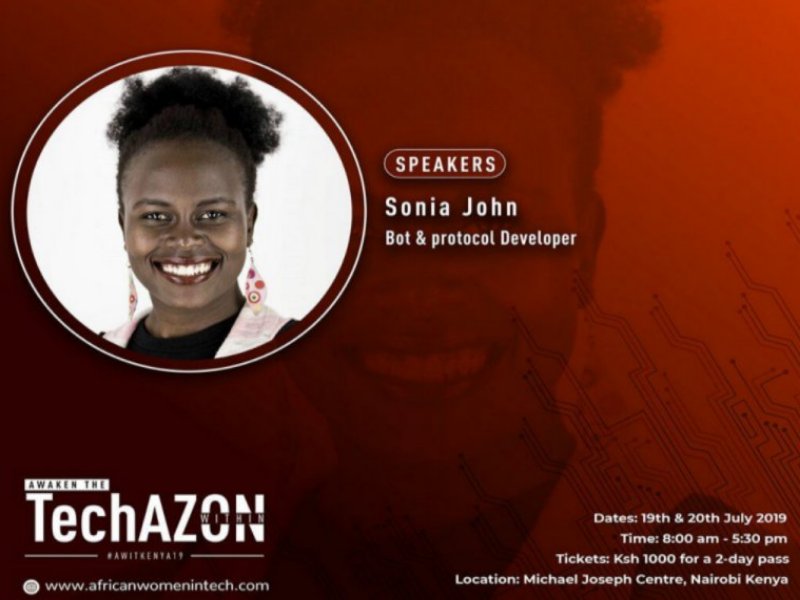 SPEAKERS
Sonia John
Bot & protocol Developer
AWAKEN THE
TechAZON
WITHIN
#AWITKENYA19
www.africanwomenintech.com
Dates: 19th & 20th July 2019
Time: 8:00 am - 5:30 pm
Tickets: Ksh 1000 for a 2-day pass
Location: Michael Joseph Centre, Nairobi Kenya